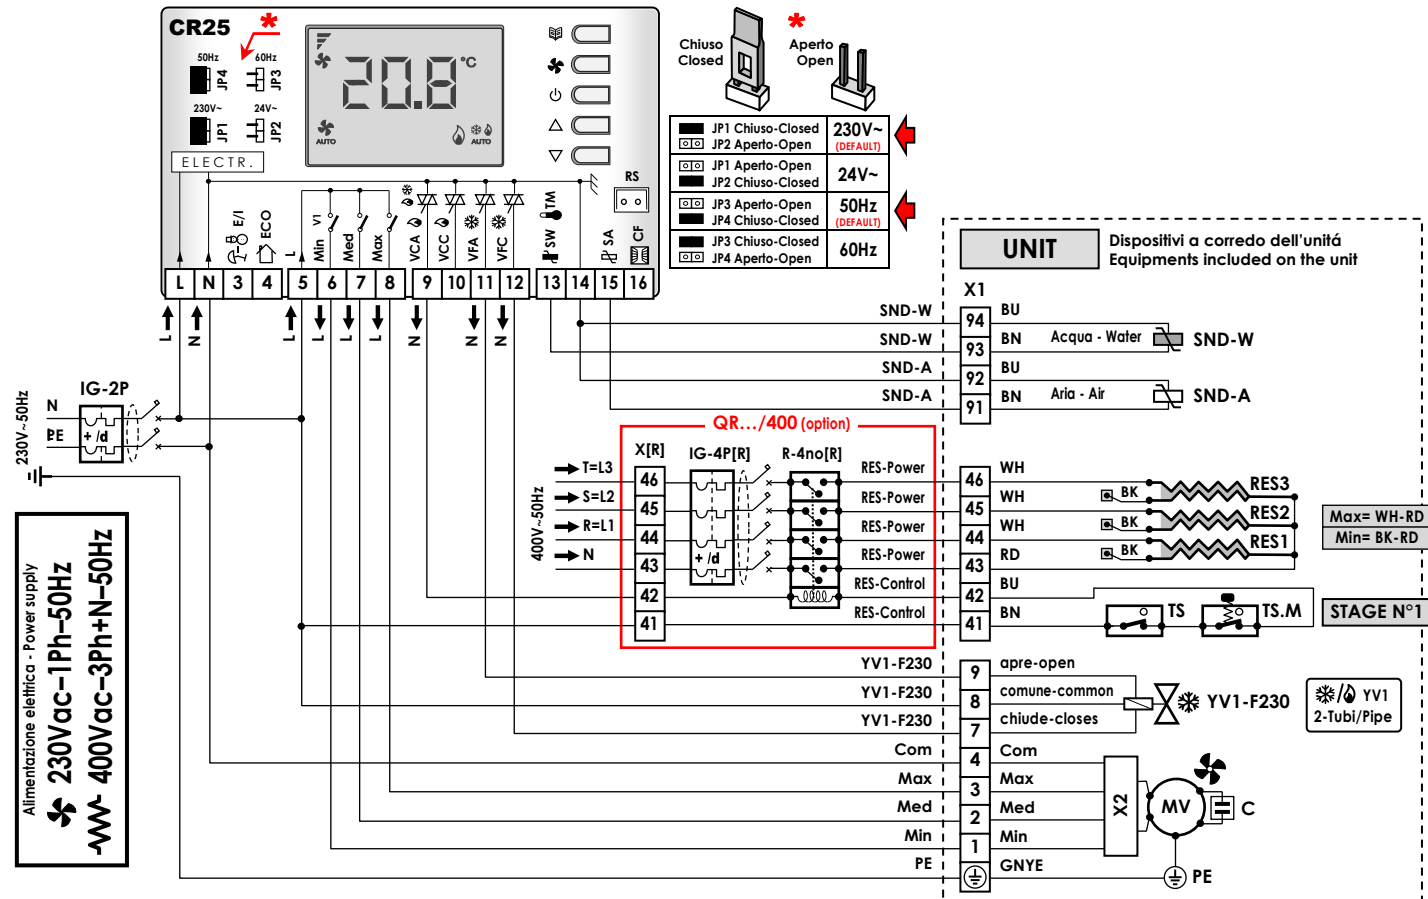 CR25
*
50Hz
60Hz
JP4
JP3
230V~
24V~
JP1
JP2
ELECTR.
20.8 °C
AUTO
AUTO
RS
L
V1
Min
Med
Max
E/I
ECO
VCA
VCC
VFA
VFC
SW
TM
SA
CF
L N 3 4 5 6 7 8 9 10 11 12 13 14 15 16
L
N
L
L
L
L
N
N
N
Chiuso
Closed
*
Aperto
Open
JP1 Chiuso-Closed
JP2 Aperto-Open
230V~
(DEFAULT)
JP1 Aperto-Open
JP2 Chiuso-Closed
24V~
JP3 Aperto-Open
JP4 Chiuso-Closed
50Hz
(DEFAULT)
JP3 Chiuso-Closed
JP4 Aperto-Open
60Hz
UNIT
Dispositivi a corredo dell'unitá
Equipments included on the unit
X1
SND-W 94 BU
SND-W 93 BN
Acqua - Water
SND-W
SND-A 92 BU
SND-A 91 BN
Aria - Air
SND-A
IG-2P
230V~50Hz
N
PE
+ /d
QR.../400 (option)
X[R]
IG-4P[R]
R-4no[R]
400V~50Hz
T=L3
S=L2
R=L1
N
46
45
44
43
42
41
+ /d
RES-Power
RES-Power
RES-Power
RES-Power
RES-Control
RES-Control
46 WH
45 WH
44 WH
43 RD
42 BU
41 BN
BK
RES3
BK
RES2
BK
RES1
Max= WH-RD
Min= BK-RD
TS
TS.M
STAGE N°1
YV1-F230 9 apre-open
YV1-F230 8 comune-common
YV1-F230 7 chiude-closes
YV1-F230
YV1
2-Tubi/Pipe
Com 4 Com
Max 3 Max
Med 2 Med
Min 1 Min
PE GNYE
X2
MV
C
PE
Alimentazione elettrica - Power supply
230Vac-1Ph-50Hz
400Vac-3Ph+N-50Hz